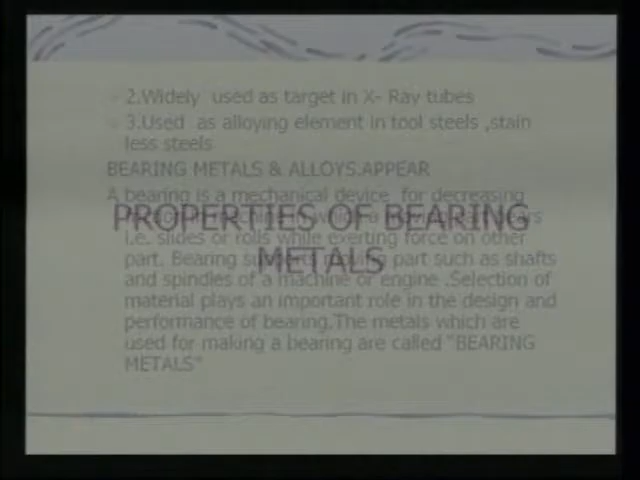 2.Widely used as target in X- Ray tubes
3.Used as alloying element in tool steels ,stain
less steels
BEARING METALS & ALLOYS.APPEAR
A bearing is a mechanical device for decreasing
PROPERTIES OF BEARING
i.e. slides or rolls while exerting force on other
part. Bearing part such as shafts
METALS
and spindles of a machine or engine .Selection of
material plays an important role in the design and
performance of bearing.The metals which are
used for making a bearing are called "BEARING
METALS"